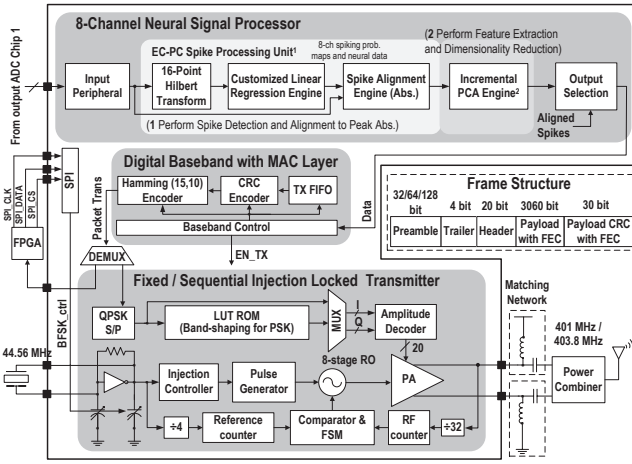 8-Channel Neural Signal Processor
(2 Perform Feature Extraction
and Dimensionality Reduction)
EC-PC Spike Processing Unit¹
8-ch spiking prob.
maps and neural data
From output ADC Chip 1
Input
Peripheral
16-Point
Hilbert
Transform
Customized Linear
Regression Engine
Spike Alignment
Engine (Abs.)
Incremental
PCA Engine²
Output
Selection
(1 Perform Spike Detection and Alignment to Peak Abs.)
Aligned
Spikes
SPI_CLK
SPI_DATA
SPI_CS
SPI
FPGA
Digital Baseband with MAC Layer
Hamming (15,10)
Encoder
CRC
Encoder
TX FIFO
Baseband Control
Packet Trans
Data
DEMUX
EN_TX
Frame Structure
32/64/128
bit
4 bit
20 bit
3060 bit
30 bit
Preamble
Trailer
Header
Payload
with FEC
Payload CRC
with FEC
Fixed / Sequential Injection Locked Transmitter
BFSK_ctrl
QPSK
S/P
LUT ROM
(Band-shaping for PSK)
MUX
I
Q
Amplitude
Decoder
20
8-stage RO
44.56 MHz
Injection
Controller
Pulse
Generator
PA
÷4
Reference
counter
Comparator &
FSM
RF
counter
÷32
Matching
Network
401 MHz /
403.8 MHz
Power
Combiner